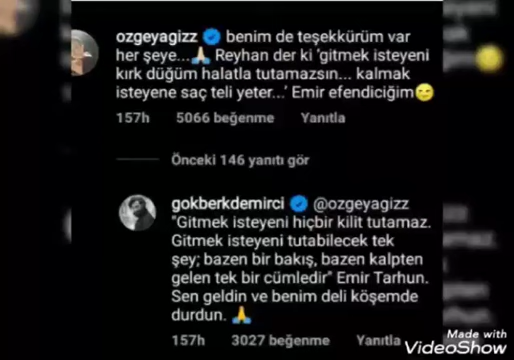 ozgeyagizz benim de teşekkürüm var
her şeye...🙏 Reyhan der ki 'gitmek isteyeni
kırk düğüm halatla tutamazsın... kalmak
isteyene saç teli yeter...' Emir efendiciğim😉
157h 5066 beğenme Yanıtla
Önceki 146 yanıtı gör
gokberkdemirci @ozgeyagizz
"Gitmek isteyeni hiçbir kilit tutamaz.
Gitmek isteyeni tutabilecek tek
şey; bazen bir bakış, bazen kalpten
gelen tek bir cümledir" Emir Tarhun.
Sen geldin ve benim deli köşemde
durdun. 🙏
157h 3027 beğenme Yanıtla
Made with
VideoShow